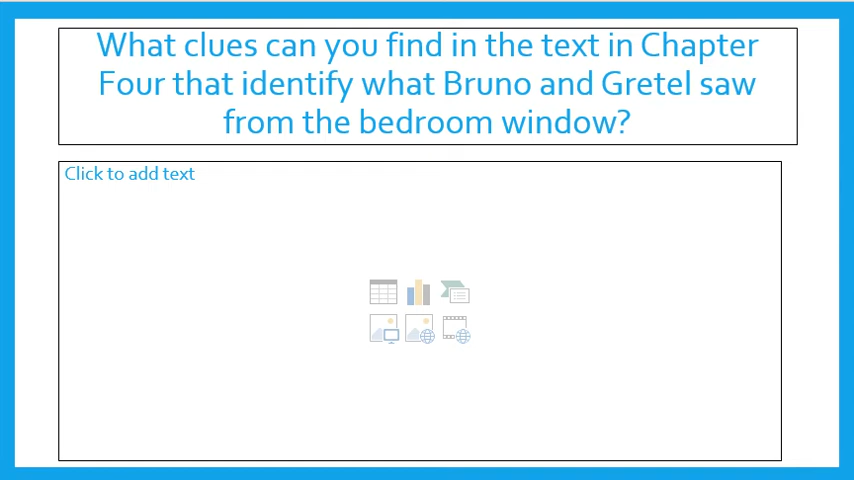 What clues can you find in the text in Chapter
Four that identify what Bruno and Gretel saw
from the bedroom window?
Click to add text